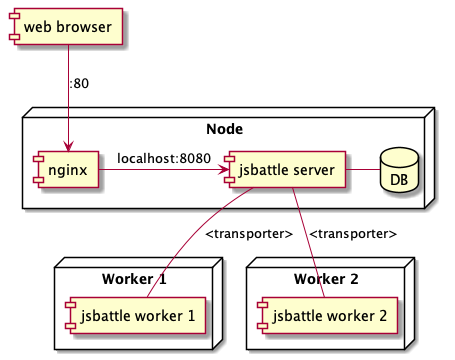 web browser
:80
Node
nginx
localhost:8080
jsbattle server
DB
<transporter>
<transporter>
Worker 1
jsbattle worker 1
Worker 2
jsbattle worker 2